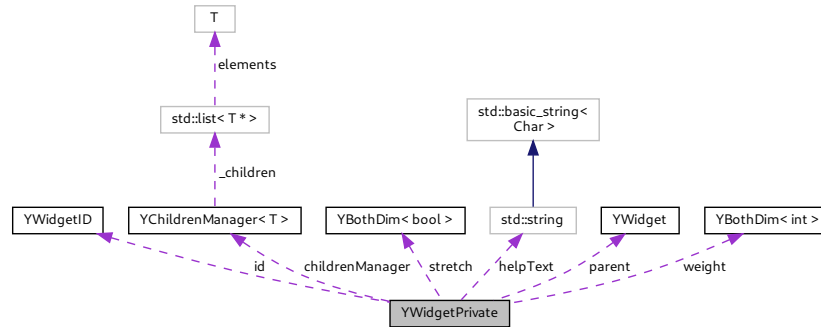 T
elements
std::list< T * >
std::basic_string<
Char >
_children
YWidgetID
YChildrenManager< T >
YBothDim< bool >
std::string
YWidget
YBothDim< int >
id
childrenManager
stretch
helpText
parent
weight
YWidgetPrivate